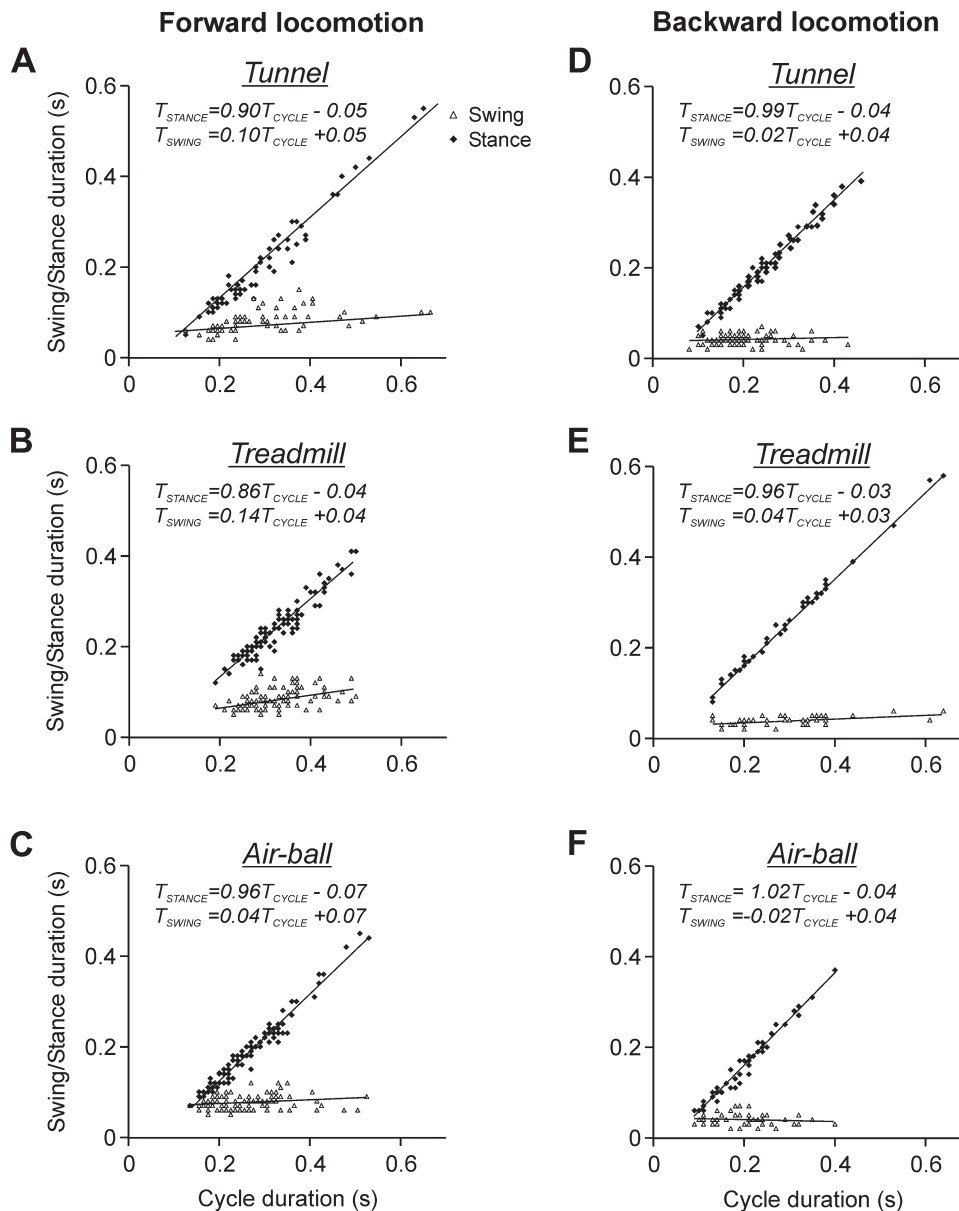 Forward locomotion
Backward locomotion
A
Tunnel
T_STANCE=0.90T_CYCLE - 0.05
T_SWING=0.10T_CYCLE +0.05
Swing
Stance
Swing/Stance duration (s)
0.6
0.4
0.2
0
0 0.2 0.4 0.6
D
Tunnel
T_STANCE=0.99T_CYCLE - 0.04
T_SWING=0.02T_CYCLE +0.04
0.6
0.4
0.2
0
0 0.2 0.4 0.6
B
Treadmill
T_STANCE=0.86T_CYCLE - 0.04
T_SWING=0.14T_CYCLE +0.04
Swing/Stance duration (s)
0.6
0.4
0.2
0
0 0.2 0.4 0.6
E
Treadmill
T_STANCE=0.96T_CYCLE - 0.03
T_SWING=0.04T_CYCLE +0.03
0.6
0.4
0.2
0
0 0.2 0.4 0.6
C
Air-ball
T_STANCE=0.96T_CYCLE - 0.07
T_SWING=0.04T_CYCLE +0.07
Swing/Stance duration (s)
0.6
0.4
0.2
0
0 0.2 0.4 0.6
Cycle duration (s)
F
Air-ball
T_STANCE= 1.02T_CYCLE - 0.04
T_SWING=-0.02T_CYCLE +0.04
0.6
0.4
0.2
0
0 0.2 0.4 0.6
Cycle duration (s)